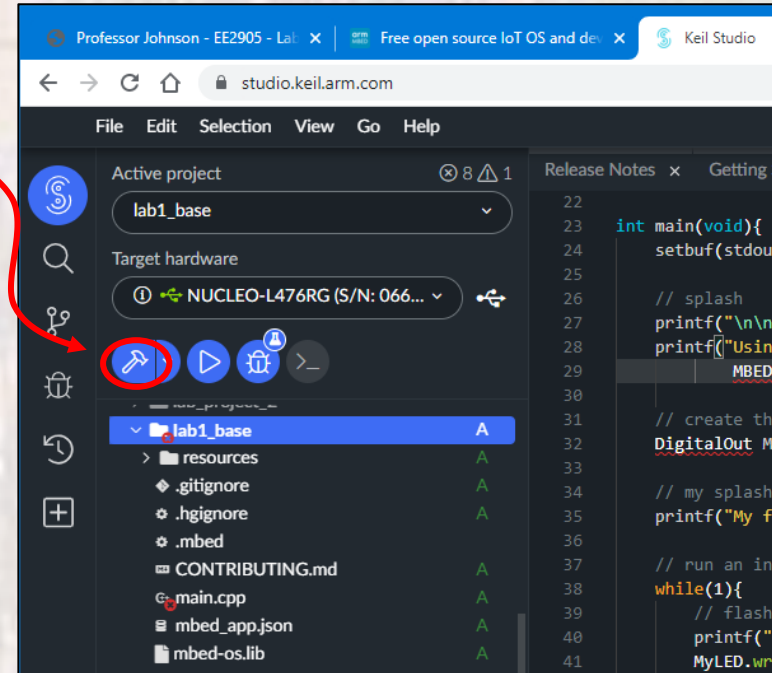 Professor Johnson - EE2905 - Lab
arm MBED Free open source IoT OS and dev
Keil Studio
studio.keil.arm.com
File Edit Selection View Go Help
Active project 8 1
lab1_base
Target hardware
NUCLEO-L476RG (S/N: 066...
>_
lab_project_2
lab1_base A
resources A
.gitignore A
.hgignore A
.mbed
CONTRIBUTING.md A
main.cpp A
mbed_app.json A
mbed-os.lib A
Release Notes x Getting
22
23 int main(void){
24 setbuf(stdou
25
26 // splash
27 printf("\n\n
28 printf("Usin
29 MBED
30
31 // create th
32 DigitalOut M
33
34 // my splash
35 printf("My f
36
37 // run an in
38 while(1){
39 // flash
40 printf("
41 MyLED.wr